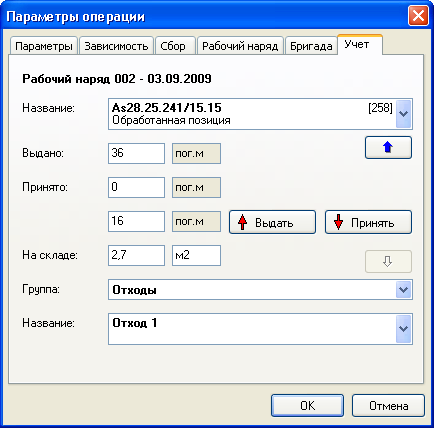 Параметры операции
Параметры Зависимость Сбор Рабочий наряд Бригада Учет
Рабочий наряд 002 - 03.09.2009
Название: As28.25.241/15.15 [258]
Обработанная позиция
Выдано: 36 пог.м
Принято: 0 пог.м
16 пог.м Выдать Принять
На складе: 2,7 м2
Группа: Отходы
Название: Отход 1
OK Отмена